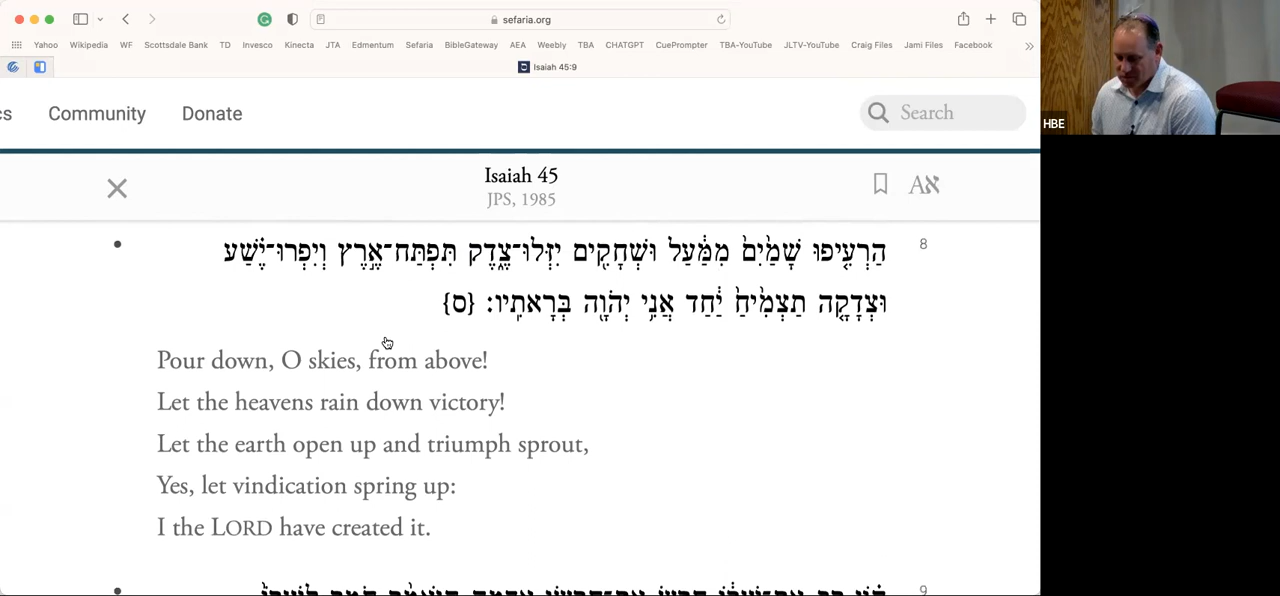 sefaria.org
Yahoo Wikipedia WF Scottsdale Bank TD Invesco Kinecta JTA Edmentum Sefaria BibleGateway AEA Weebly TBA CHATGPT CuePrompter TBA-YouTube JLTV-YouTube Craig Files Jami Files Facebook
Isaiah 45:9
cs Community Donate Search
HBE
Isaiah 45
JPS, 1985
Aא
8
הַרְעִ֤יפוּ שָׁמַ֙יִם֙ מִמַּ֔עַל וּשְׁחָקִ֖ים יִזְּלוּ־צֶ֑דֶק תִּפְתַּח־אֶ֣רֶץ וְיִפְרוּ־יֶ֗שַׁע
וּצְדָקָ֤ה תַצְמִ֙יחַ֙ יַ֔חַד אֲנִ֥י יְהֹוָ֖ה בְּרָאתִֽיו׃ {ס}
Pour down, O skies, from above!
Let the heavens rain down victory!
Let the earth open up and triumph sprout,
Yes, let vindication spring up:
I the LORD have created it.
9